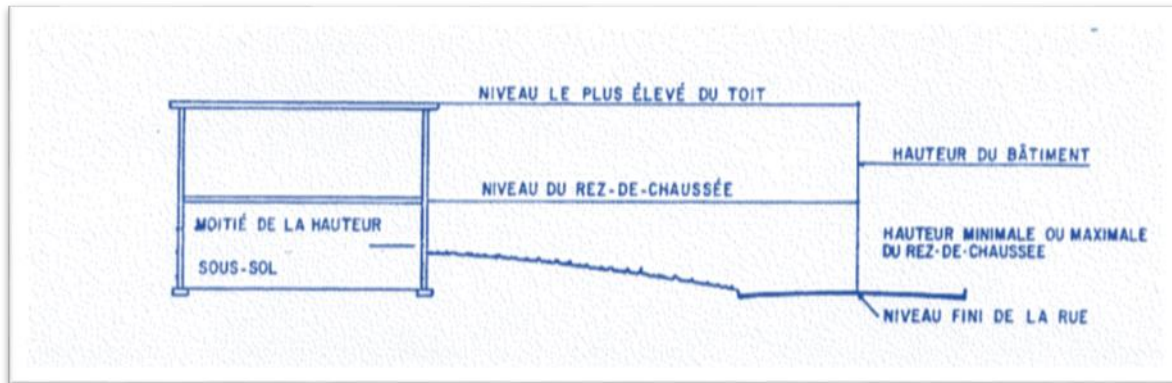 NIVEAU LE PLUS ÉLEVÉ DU TOIT
HAUTEUR DU BÂTIMENT
NIVEAU DU REZ-DE-CHAUSSÉE
MOITIÉ DE LA HAUTEUR
HAUTEUR MINIMALE OU MAXIMALE
DU REZ-DE-CHAUSSEE
SOUS-SOL
NIVEAU FINI DE LA RUE